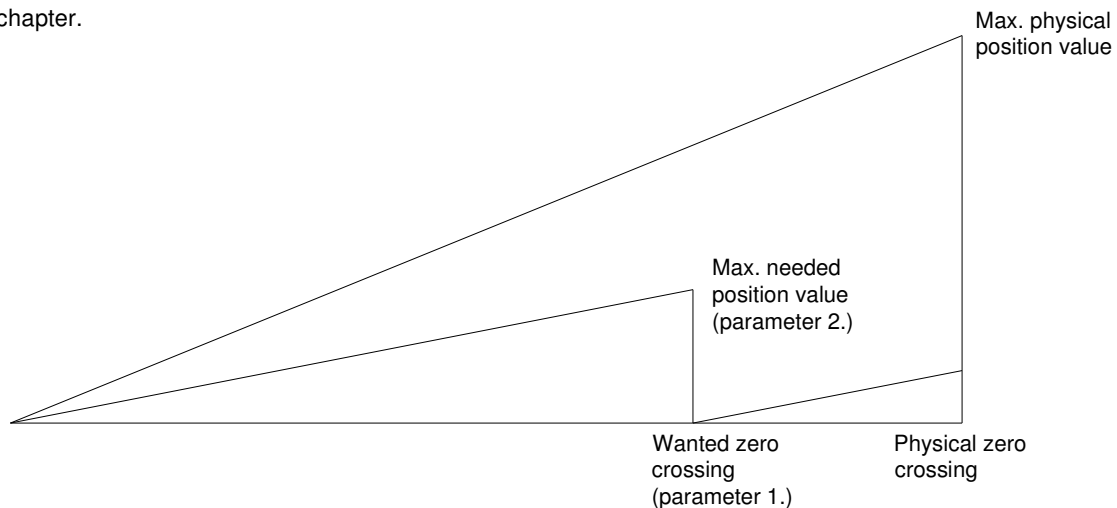 chapter.
Max. physical
position value
Max. needed
position value
(parameter 2.)
Wanted zero
crossing
(parameter 1.)
Physical zero
crossing